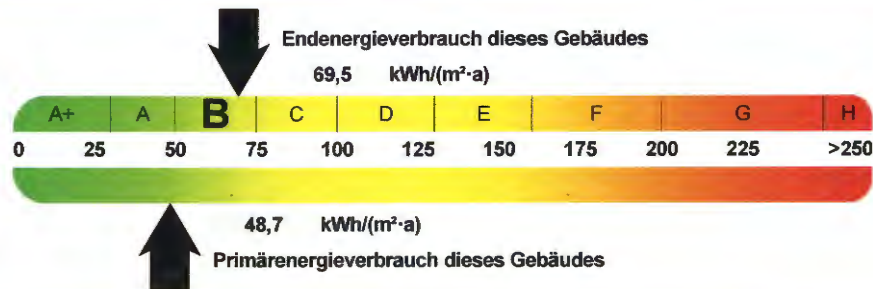 Endenergieverbrauch dieses Gebäudes
69,5 kWh/(m²·a)
A+ A B C D E F G H
0 25 50 75 100 125 150 175 200 225 >250
48,7 kWh/(m²·a)
Primärenergieverbrauch dieses Gebäudes